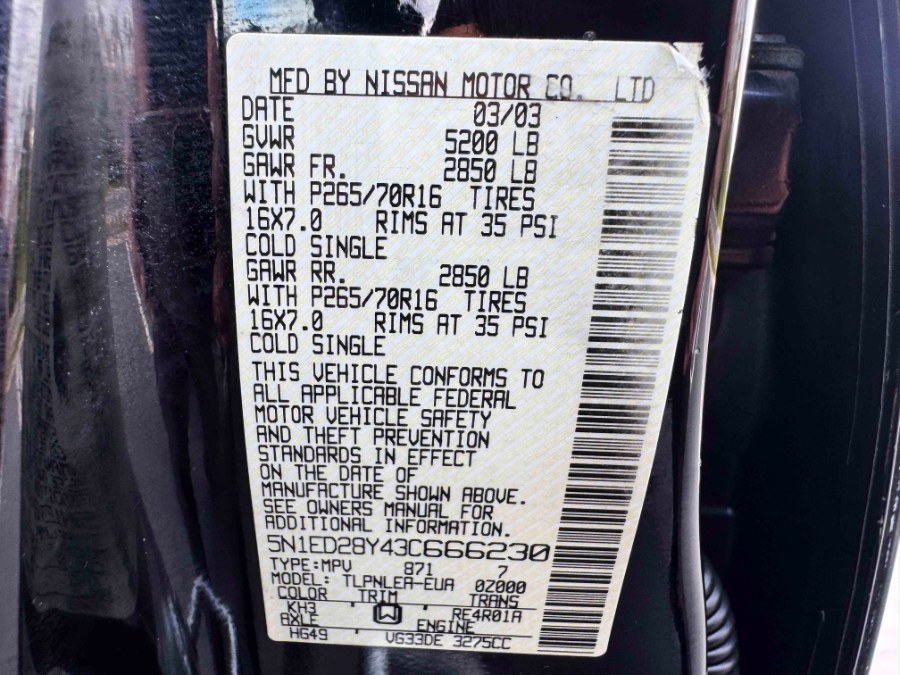 MFD BY NISSAN MOTOR CO. LTD
DATE 03/03
GVWR 5200 LB
GAWR FR. 2850 LB
WITH P265/70R16 TIRES
16X7.0 RIMS AT 35 PSI
COLD SINGLE
GAWR RR. 2850 LB
WITH P265/70R16 TIRES
16X7.0 RIMS AT 35 PSI
COLD SINGLE
THIS VEHICLE CONFORMS TO
ALL APPLICABLE FEDERAL
MOTOR VEHICLE SAFETY
AND THEFT PREVENTION
STANDARDS IN EFFECT
ON THE DATE OF
MANUFACTURE SHOWN ABOVE.
SEE OWNERS MANUAL FOR
ADDITIONAL INFORMATION.
5N1ED28Y43C666230
TYPE:MPV 871 7
MODEL: TLPNLEA-EUA 0Z000
COLOR TRIM TRANS
KH3 W RE4R01A
AXLE ENGINE
HG49 VG33DE 3275CC